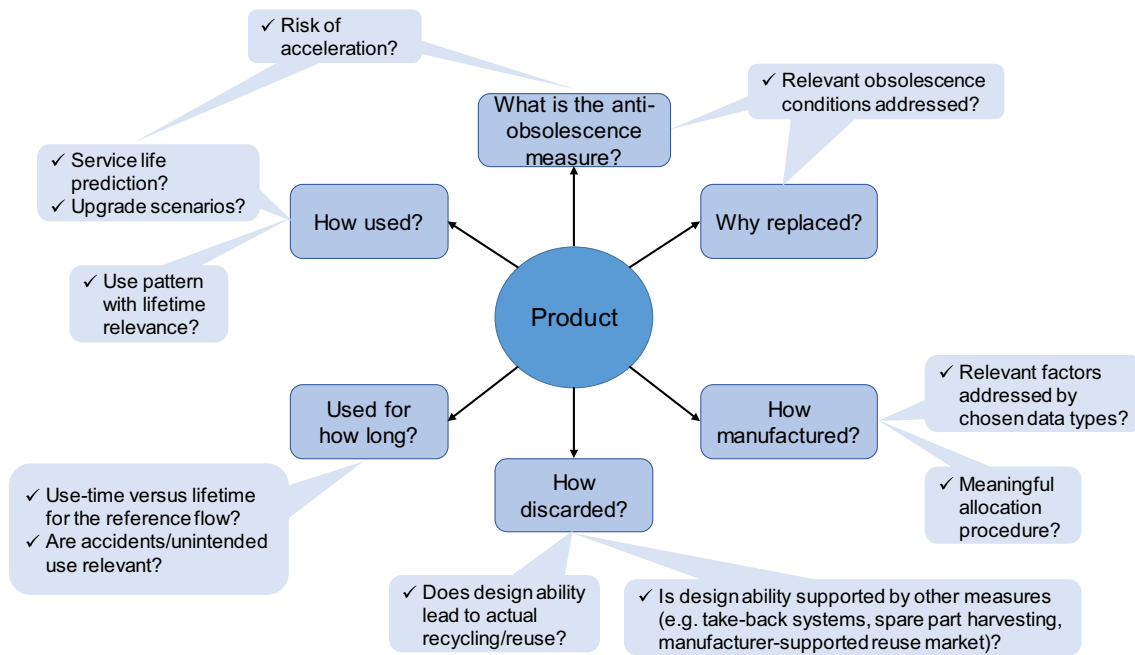 ✓ Risk of
acceleration?
What is the anti-
obsolescence
measure?
✓ Relevant obsolescence
conditions addressed?
✓ Service life
prediction?
✓ Upgrade scenarios?
How used?
Why replaced?
✓ Use pattern
with lifetime
relevance?
Product
✓ Relevant factors
addressed by
chosen data types?
Used for
how long?
How
manufactured?
✓ Use-time versus lifetime
for the reference flow?
✓ Are accidents/unintended
use relevant?
How
discarded?
✓ Meaningful
allocation
procedure?
✓ Does design ability
lead to actual
recycling/reuse?
✓ Is design ability supported by other measures
(e.g. take-back systems, spare part harvesting,
manufacturer-supported reuse market)?